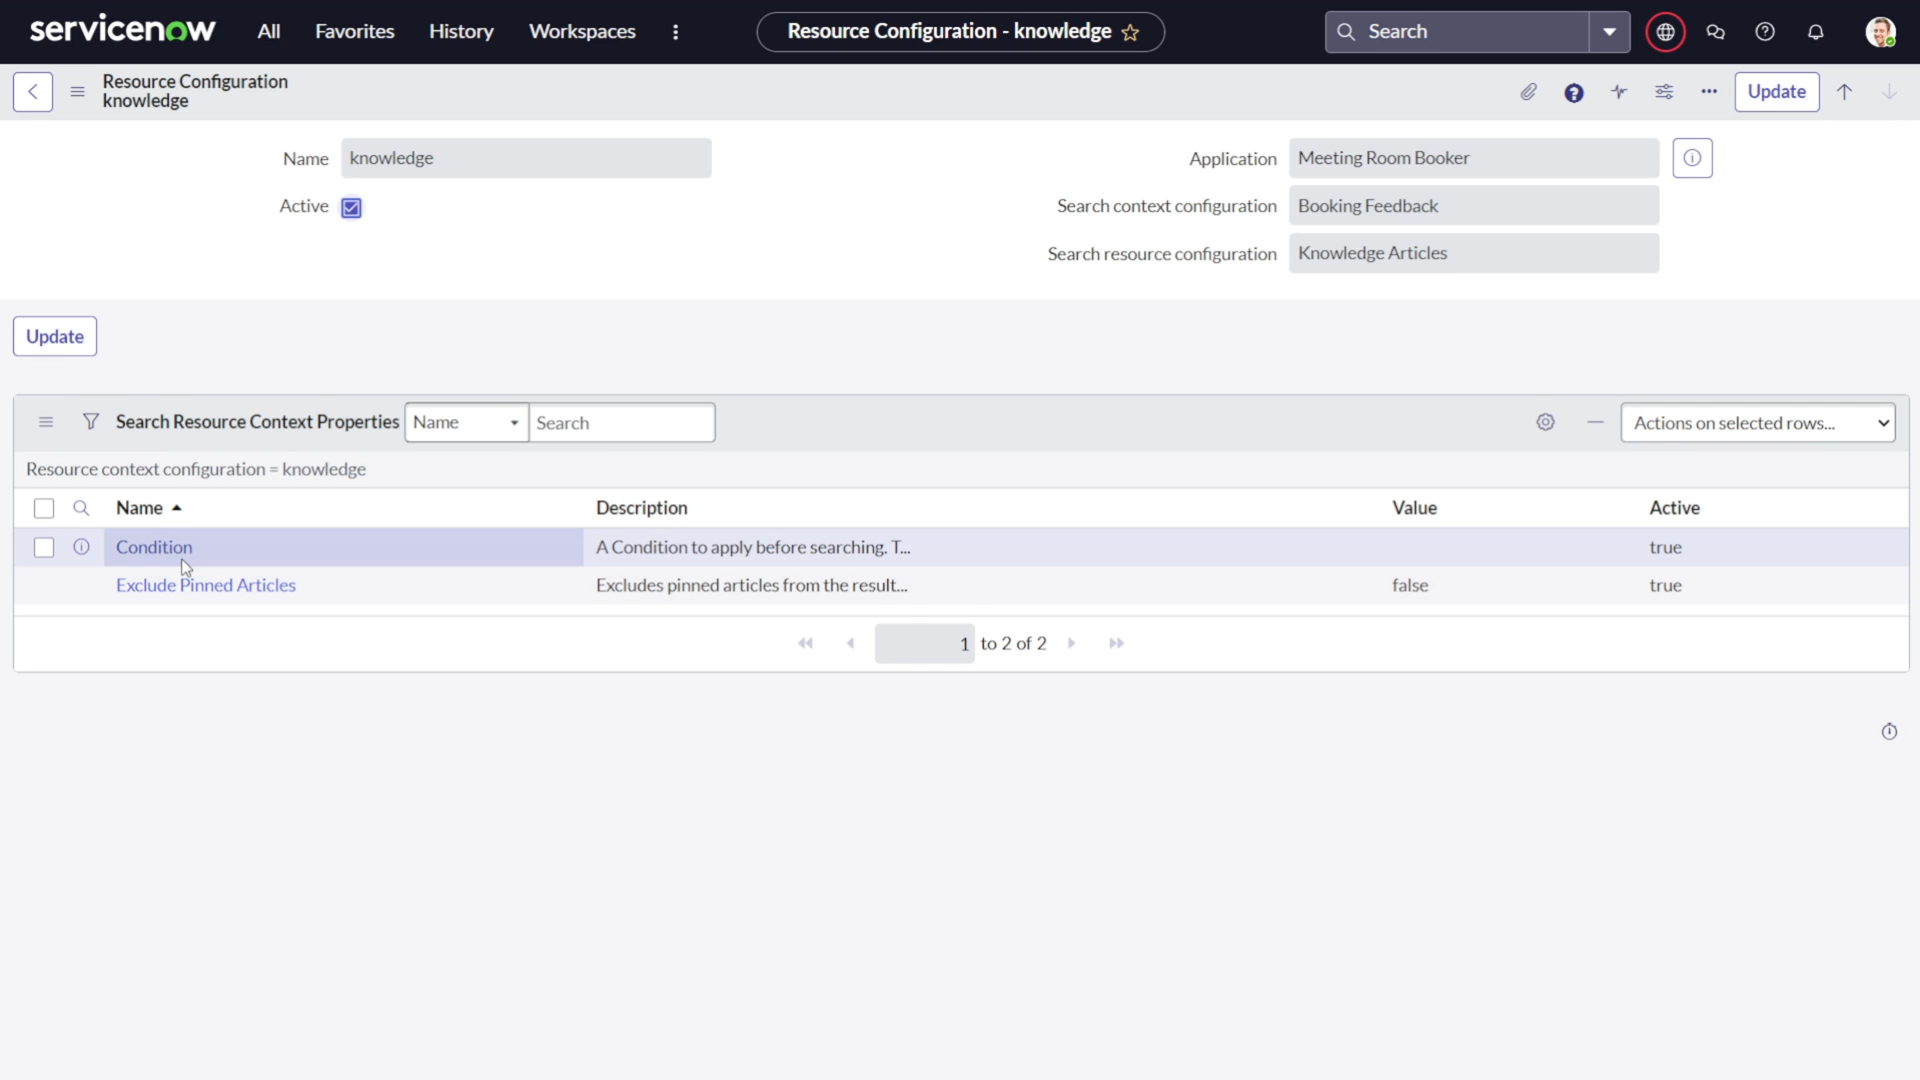 servicenow
All
Favorites
History
Workspaces
Resource Configuration - knowledge
Search
Resource Configuration
knowledge
Update
Name
knowledge
Active
Application
Meeting Room Booker
Search context configuration
Booking Feedback
Search resource configuration
Knowledge Articles
Update
Search Resource Context Properties
Name
Search
Actions on selected rows...
Resource context configuration = knowledge
Name
Description
Value
Active
Condition
A Condition to apply before searching. T...
true
Exclude Pinned Articles
Excludes pinned articles from the result...
false
true
1 to 2 of 2